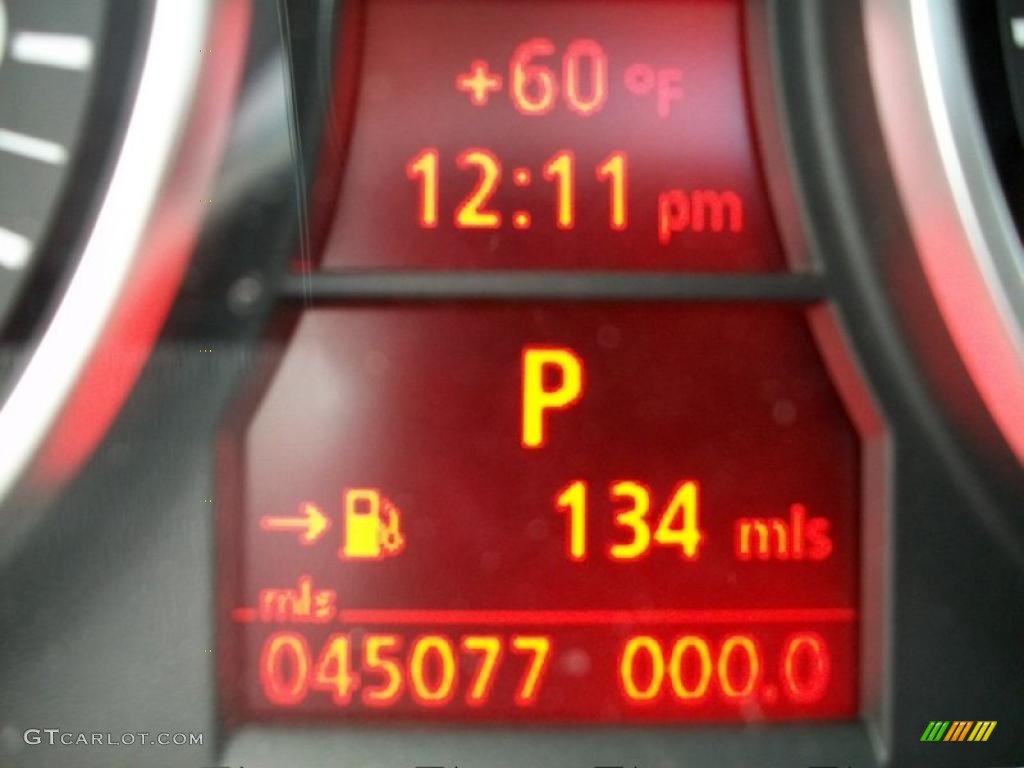 +60 °F
12:11 pm
P
134 mls
mls
045077 000.0
GTCARLOT.COM